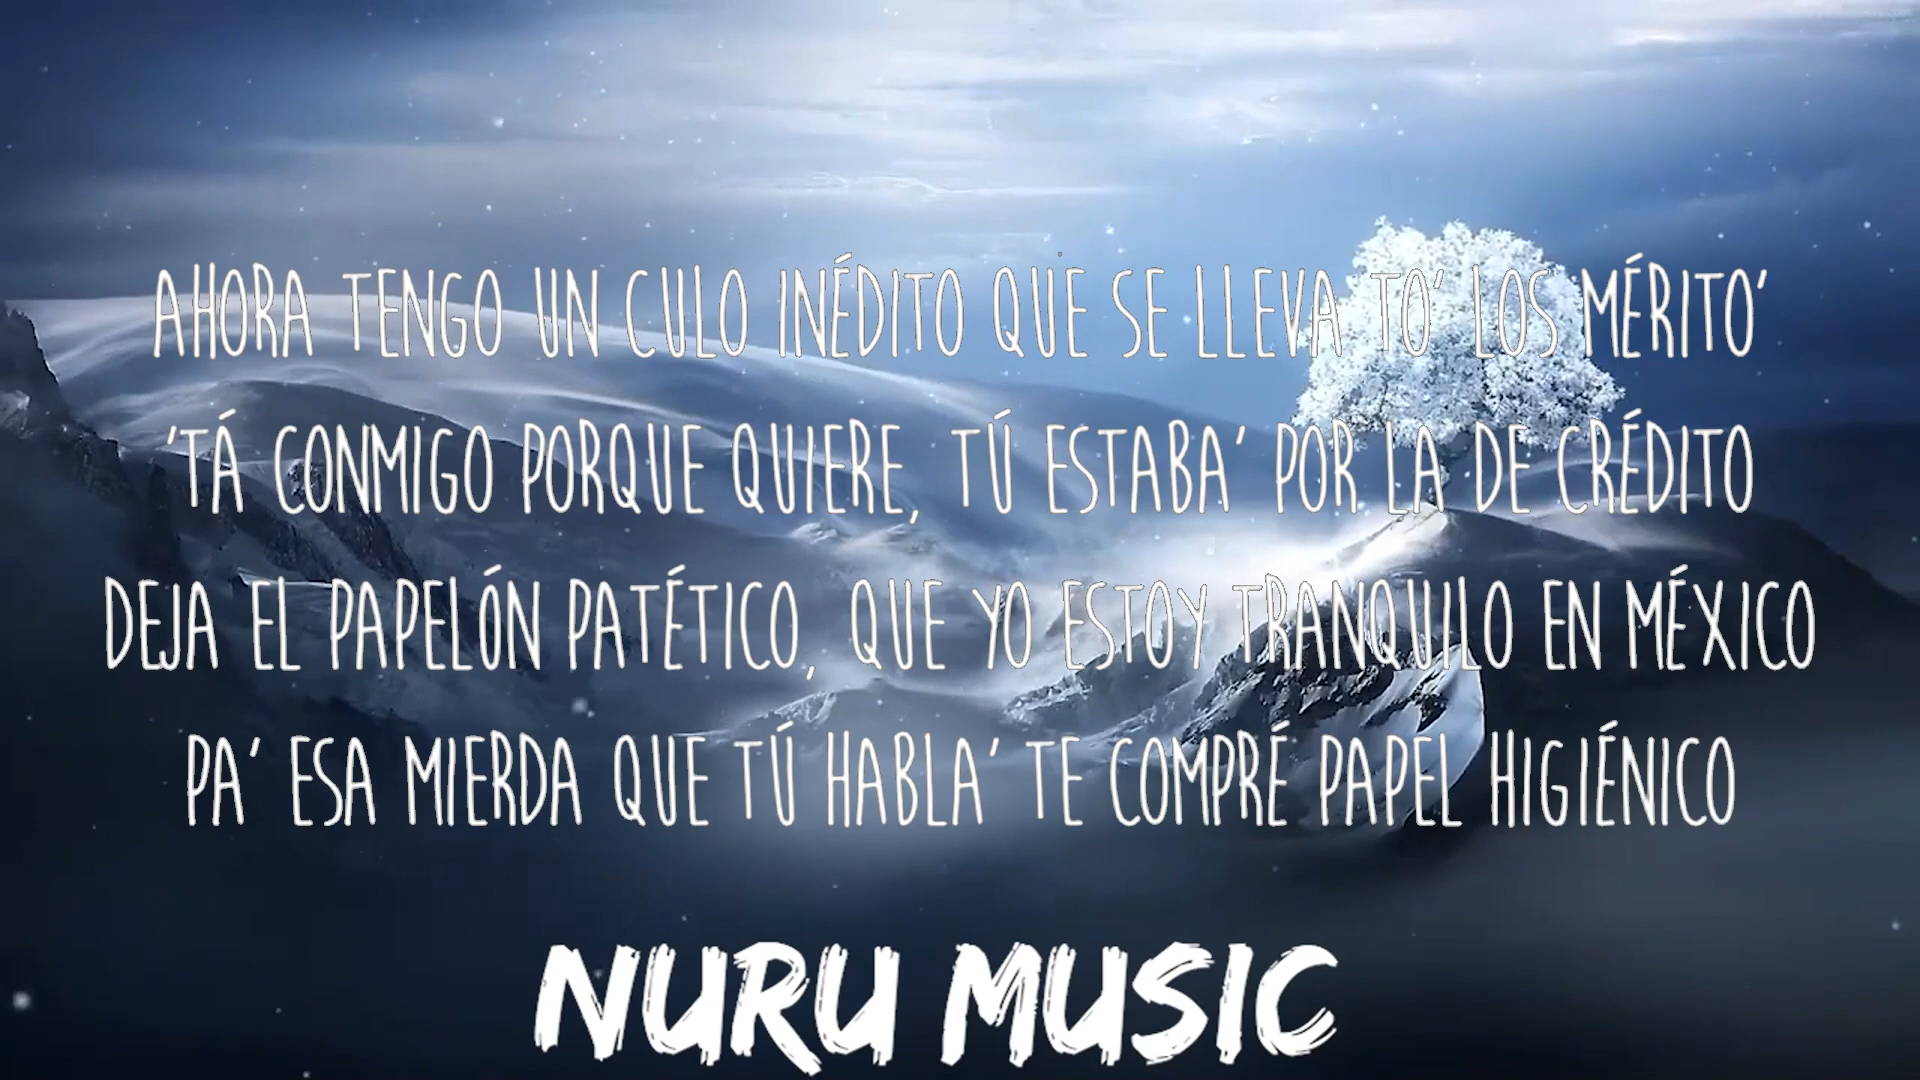 AHORA TENGO UN CULO INÉDITO QUE SE LLEVA TO' LOS MÉRITO'
'TÁ CONMIGO PORQUE QUIERE, TÚ ESTABA' POR LA DE CRÉDITO
DEJA EL PAPELÓN PATÉTICO, QUE YO ESTOY TRANQUILO EN MÉXICO
PA' ESA MIERDA QUE TÚ HABLA' TE COMPRÉ PAPEL HIGIÉNICO
NURU MUSIC